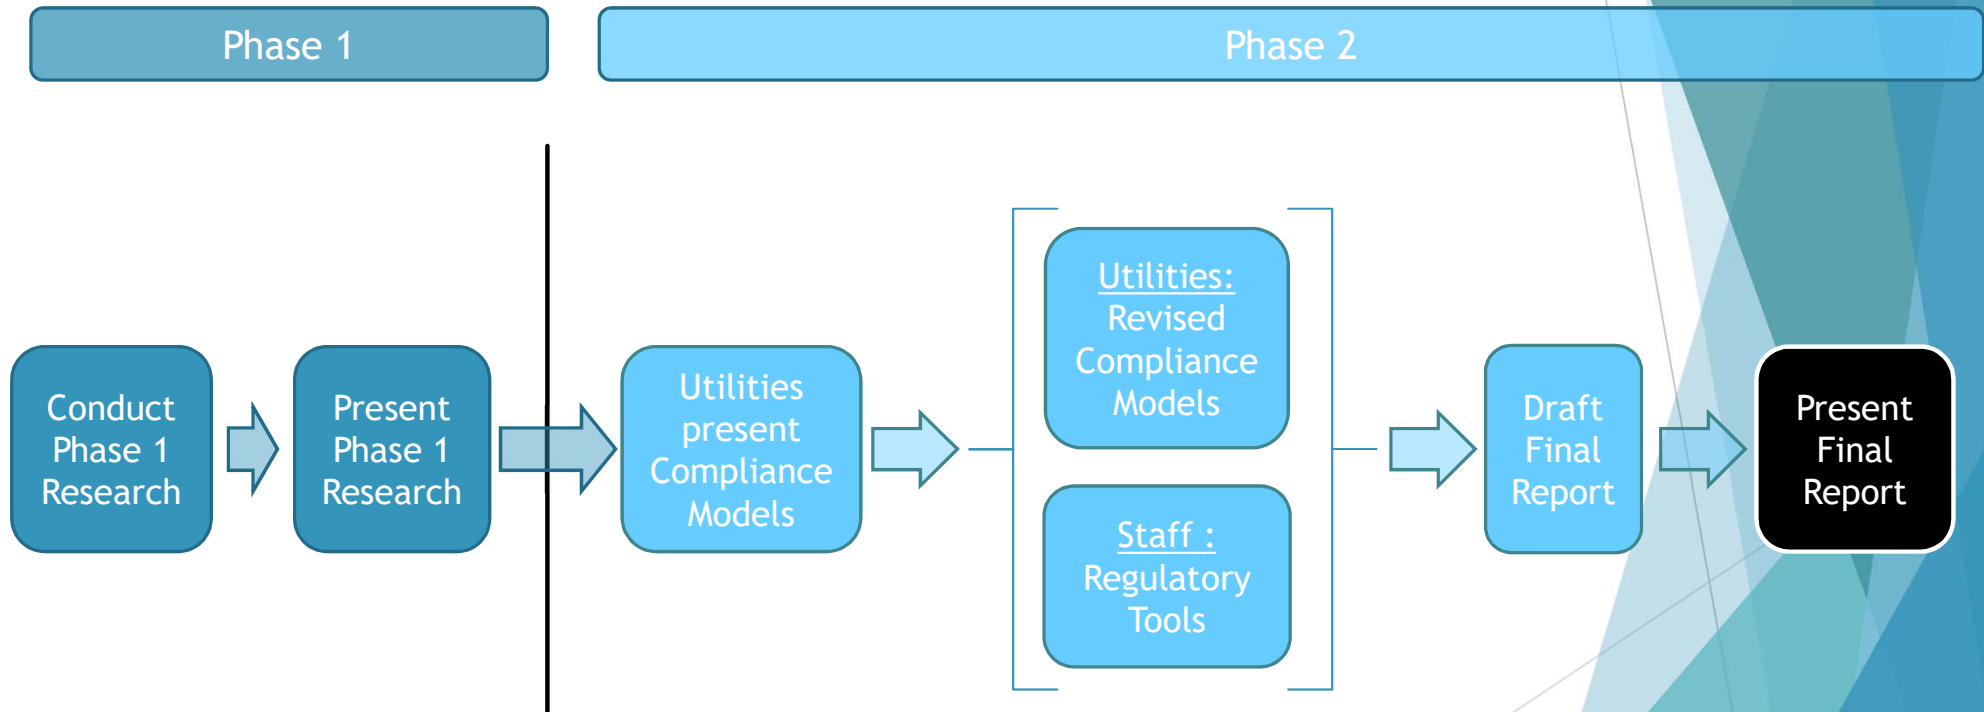 Phase 1
Phase 2
Conduct
Phase 1
Research
Present
Phase 1
Research
Utilities
present
Compliance
Models
Utilities:
Revised
Compliance
Models
Staff :
Regulatory
Tools
Draft
Final
Report
Present
Final
Report